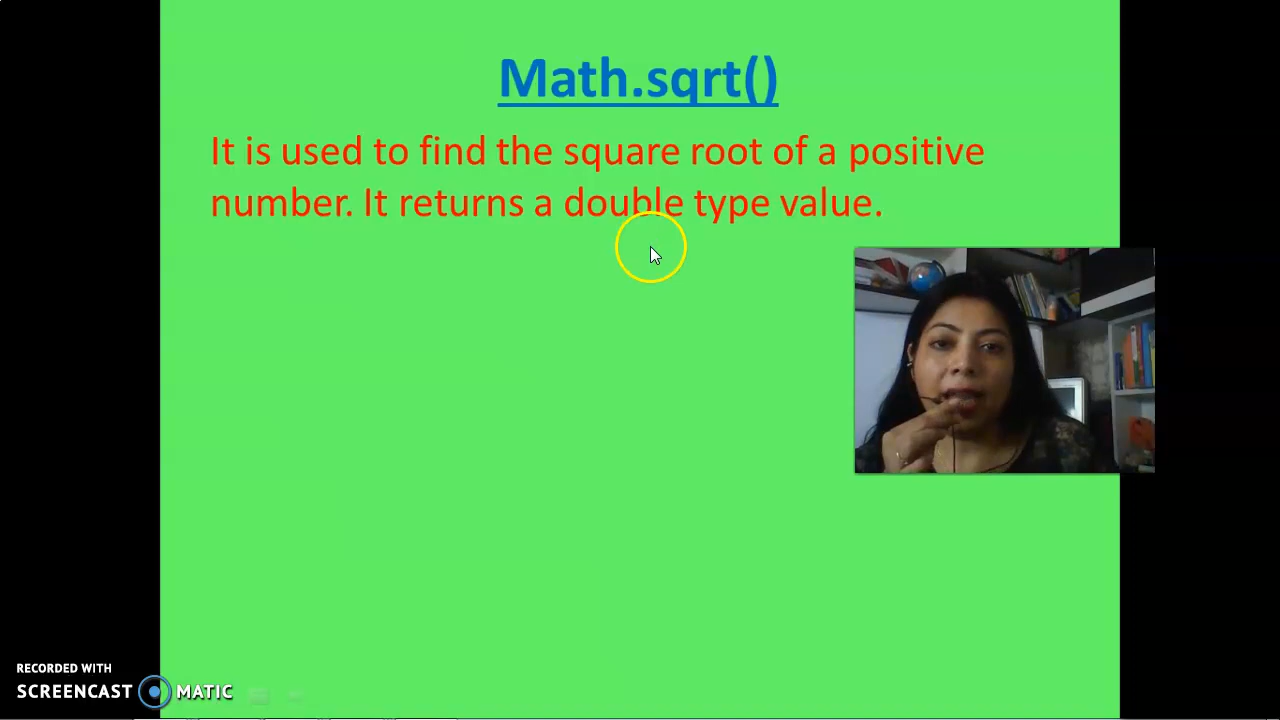 Math.sqrt()
It is used to find the square root of a positive
number. It returns a double type value.
RECORDED WITH
SCREENCAST MATIC